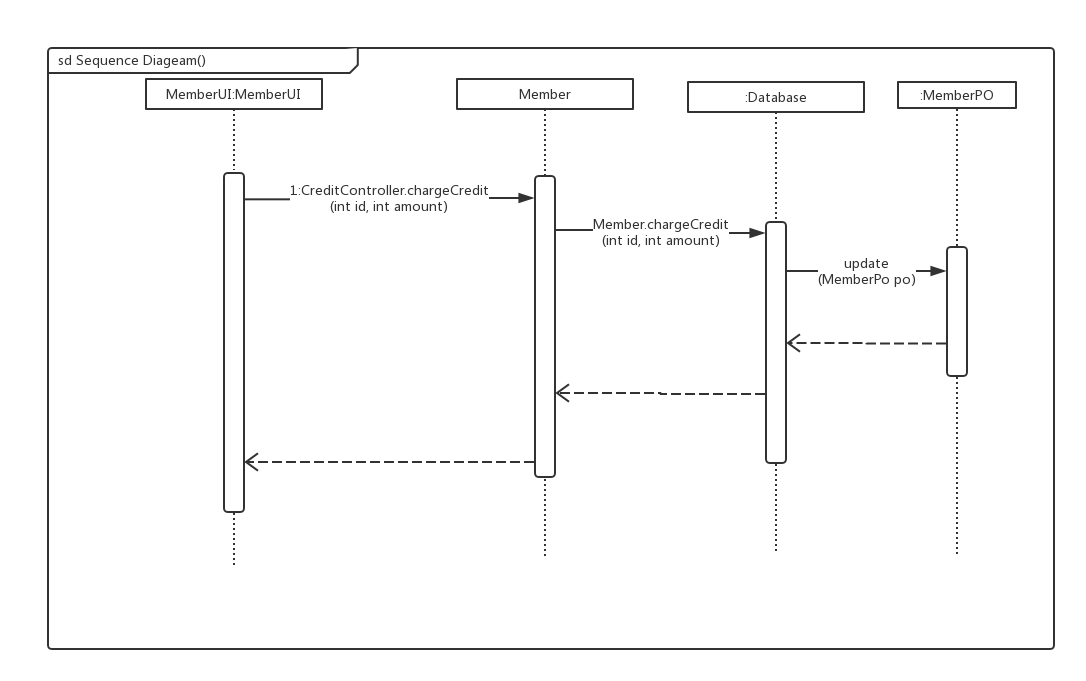 sd Sequence Diageam()
MemberUI:MemberUI
Member
:Database
:MemberPO
1:CreditController.chargeCredit
(int id, int amount)
Member.chargeCredit
(int id, int amount)
update
(MemberPo po)